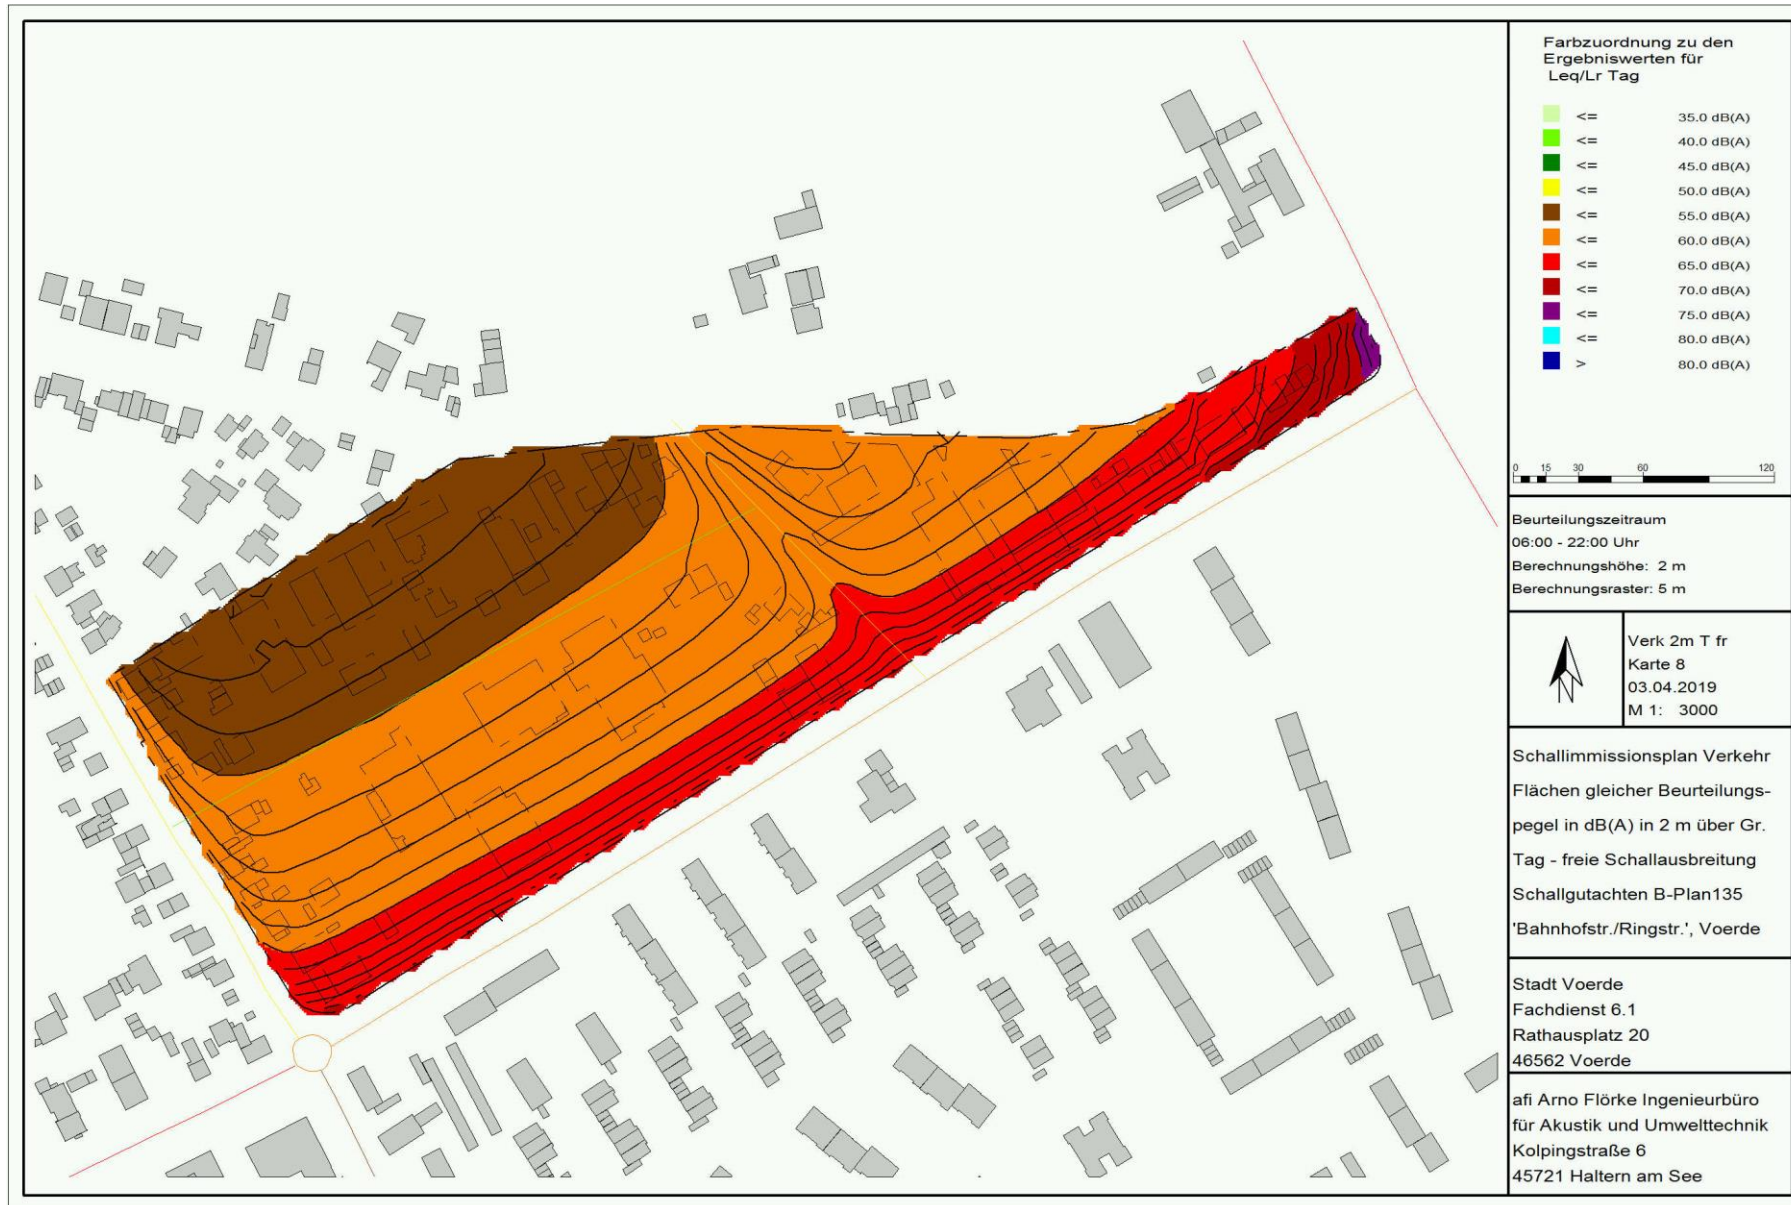 Farbzuordnung zu den
Ergebniswerten für
Leq/Lr Tag
<= 35.0 dB(A)
<= 40.0 dB(A)
<= 45.0 dB(A)
<= 50.0 dB(A)
<= 55.0 dB(A)
<= 60.0 dB(A)
<= 65.0 dB(A)
<= 70.0 dB(A)
<= 75.0 dB(A)
<= 80.0 dB(A)
> 80.0 dB(A)
0 15 30 60 120
Beurteilungszeitraum
06:00 - 22:00 Uhr
Berechnungshöhe: 2 m
Berechnungsraster: 5 m
Verk 2m T fr
Karte 8
03.04.2019
M 1: 3000
Schallimmissionsplan Verkehr
Flächen gleicher Beurteilungs-
pegel in dB(A) in 2 m über Gr.
Tag - freie Schallausbreitung
Schallgutachten B-Plan135
'Bahnhofstr./Ringstr.', Voerde
Stadt Voerde
Fachdienst 6.1
Rathausplatz 20
46562 Voerde
afi Arno Flörke Ingenieurbüro
für Akustik und Umwelttechnik
Kolpingstraße 6
45721 Haltern am See